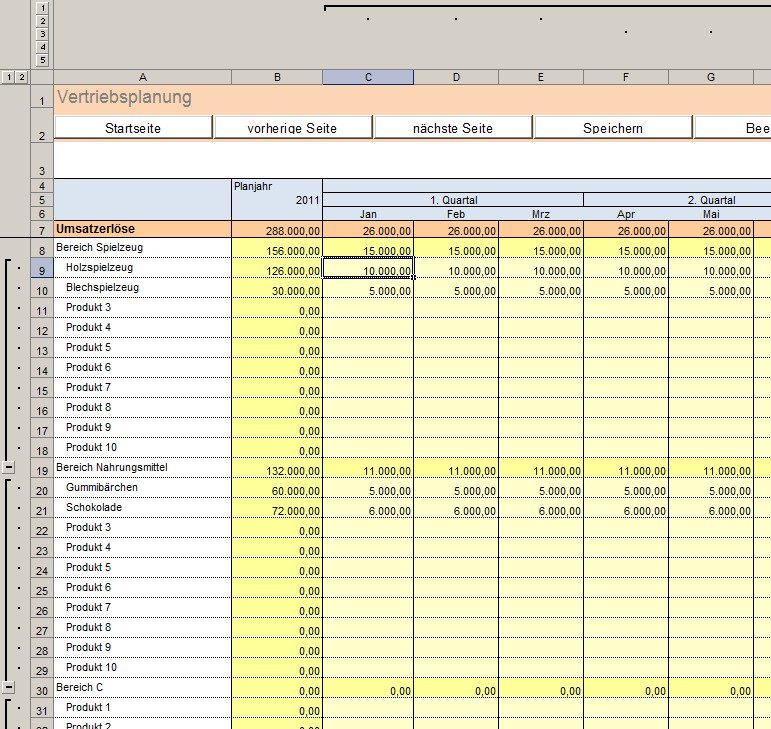 1
2
3
4
5
1 2
A B C D E F G
1 Vertriebsplanung
2 Startseite vorherige Seite nächste Seite Speichern Bee
3
4 Planjahr
5 2011 1. Quartal 2. Quartal
6 Jan Feb Mrz Apr Mai
7 Umsatzerlöse 288.000,00 26.000,00 26.000,00 26.000,00 26.000,00 26.000,00
8 Bereich Spielzeug 156.000,00 15.000,00 15.000,00 15.000,00 15.000,00 15.000,00
9 Holzspielzeug 126.000,00 10.000,00 10.000,00 10.000,00 10.000,00 10.000,00
10 Blechspielzeug 30.000,00 5.000,00 5.000,00 5.000,00 5.000,00 5.000,00
11 Produkt 3 0,00
12 Produkt 4 0,00
13 Produkt 5 0,00
14 Produkt 6 0,00
15 Produkt 7 0,00
16 Produkt 8 0,00
17 Produkt 9 0,00
18 Produkt 10 0,00
19 Bereich Nahrungsmittel 132.000,00 11.000,00 11.000,00 11.000,00 11.000,00 11.000,00
20 Gummibärchen 60.000,00 5.000,00 5.000,00 5.000,00 5.000,00 5.000,00
21 Schokolade 72.000,00 6.000,00 6.000,00 6.000,00 6.000,00 6.000,00
22 Produkt 3 0,00
23 Produkt 4 0,00
24 Produkt 5 0,00
25 Produkt 6 0,00
26 Produkt 7 0,00
27 Produkt 8 0,00
28 Produkt 9 0,00
29 Produkt 10 0,00
30 Bereich C 0,00 0,00 0,00 0,00 0,00 0,00
31 Produkt 1 0,00
Produkt 2